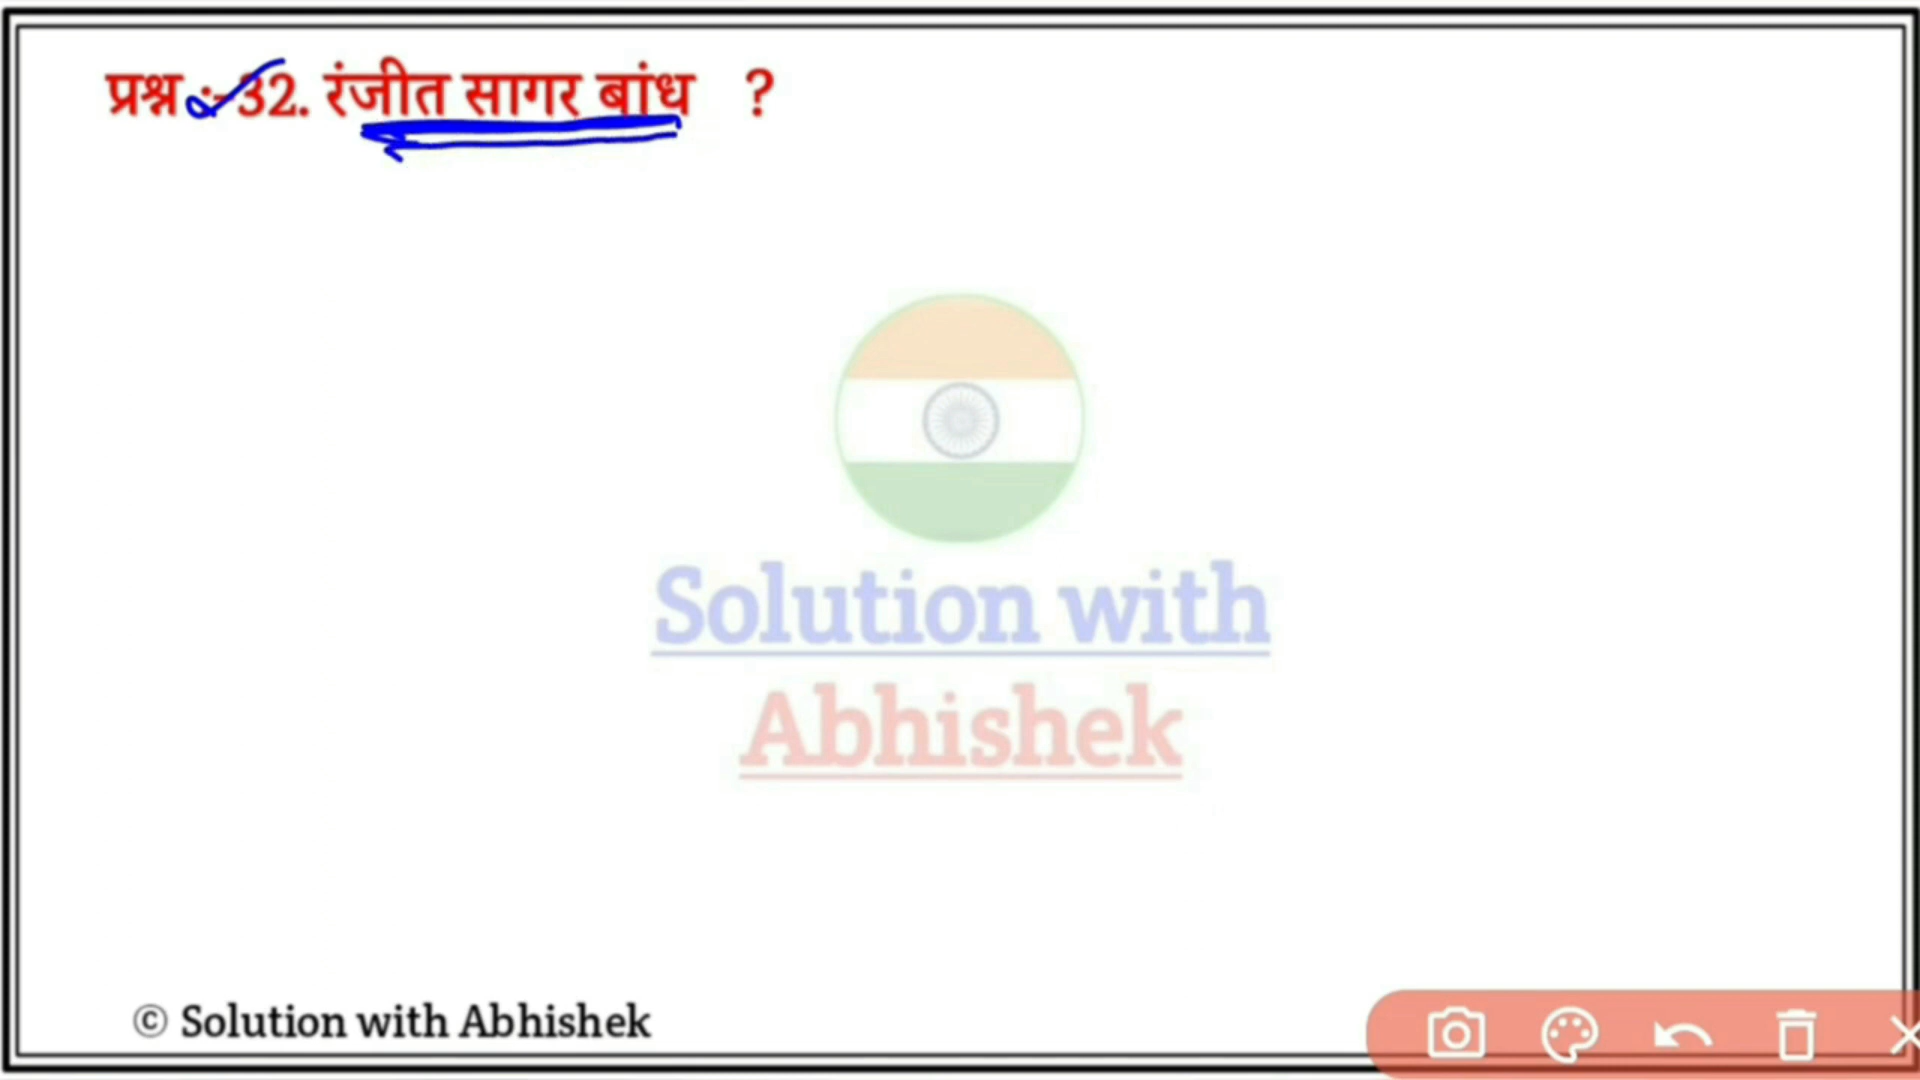 प्रश्न :-32. रंजीत सागर बांध ?
Solution with
Abhishek
© Solution with Abhishek